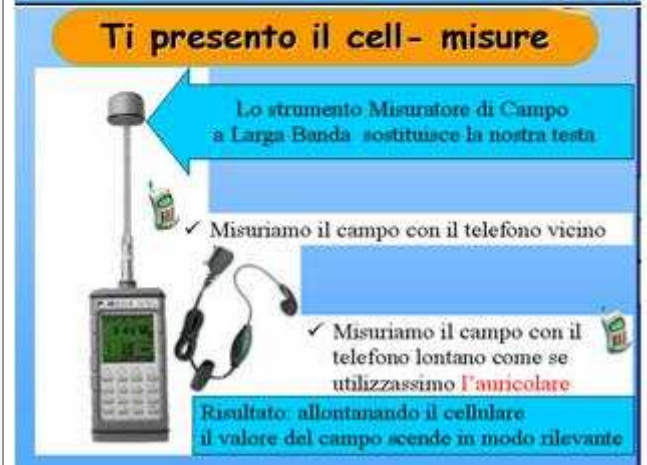 Ti presento il cell- misure
Lo strumento Misuratore di Campo
a Larga Banda sostituisce la nostra testa
✓ Misuriamo il campo con il telefono vicino
✓ Misuriamo il campo con il
telefono lontano come se
utilizzassimo l'auricolare
Risultato: allontanando il cellulare
il valore del campo scende in modo rilevante